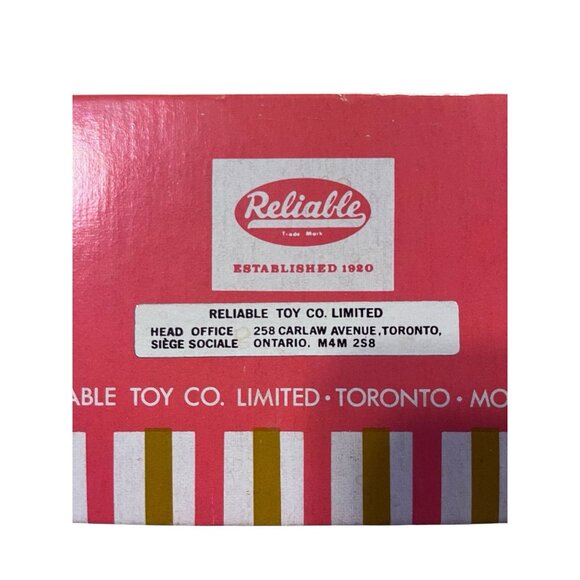 Reliable
Trade Mark
ESTABLISHED 1920
RELIABLE TOY CO. LIMITED
HEAD OFFICE 258 CARLAW AVENUE, TORONTO,
SIÈGE SOCIALE ONTARIO. M4M 2S8
ABLE TOY CO. LIMITED · TORONTO · MO